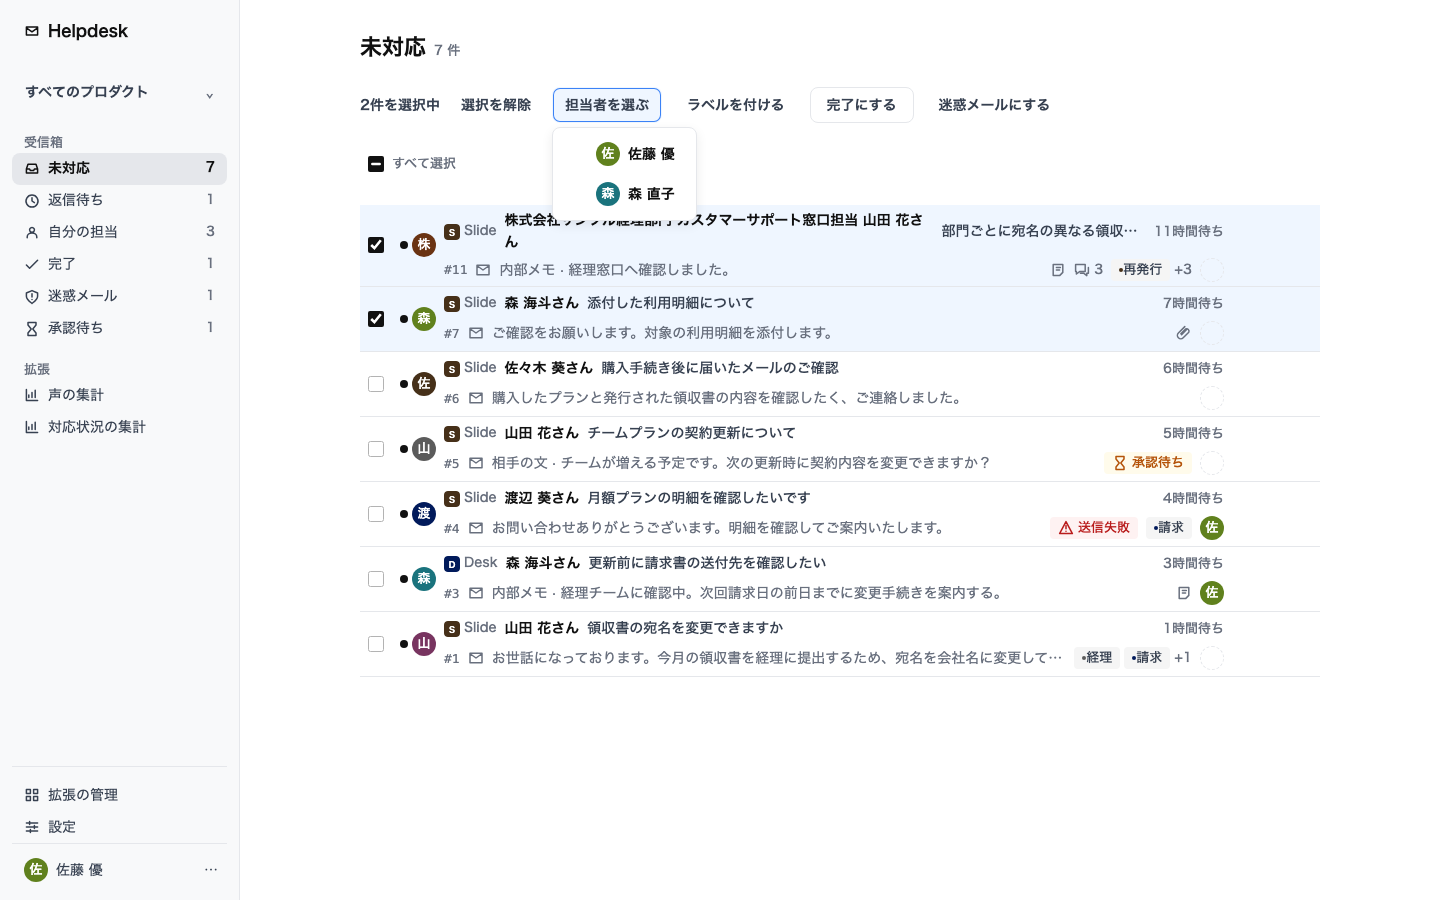 Helpdesk
すべてのプロダクト
受信箱
未対応 7
返信待ち 1
自分の担当 3
完了 1
迷惑メール 1
承認待ち 1
拡張
声の集計
対応状況の集計
拡張の管理
設定
佐 佐藤 優 …
未対応 7 件
2件を選択中 選択を解除 担当者を選ぶ ラベルを付ける 完了にする 迷惑メールにする
佐 佐藤 優
森 森 直子
すべて選択
株 S Slide 株式会社サンプル経理部門カスタマーサポート窓口担当 山田 花さん 部門ごとに宛名の異なる領収… 11時間待ち
#11 内部メモ · 経理窓口へ確認しました。 3 •再発行 +3
森 S Slide 森 海斗さん 添付した利用明細について 7時間待ち
#7 ご確認をお願いします。対象の利用明細を添付します。
佐 S Slide 佐々木 葵さん 購入手続き後に届いたメールのご確認 6時間待ち
#6 購入したプランと発行された領収書の内容を確認したく、ご連絡しました。
山 S Slide 山田 花さん チームプランの契約更新について 5時間待ち
#5 相手の文 · チームが増える予定です。次の更新時に契約内容を変更できますか？ 承認待ち
渡 S Slide 渡辺 葵さん 月額プランの明細を確認したいです 4時間待ち
#4 お問い合わせありがとうございます。明細を確認してご案内いたします。 送信失敗 •請求 佐
森 D Desk 森 海斗さん 更新前に請求書の送付先を確認したい 3時間待ち
#3 内部メモ · 経理チームに確認中。次回請求日の前日までに変更手続きを案内する。 佐
山 S Slide 山田 花さん 領収書の宛名を変更できますか 1時間待ち
#1 お世話になっております。今月の領収書を経理に提出するため、宛名を会社名に変更して… •経理 •請求 +1